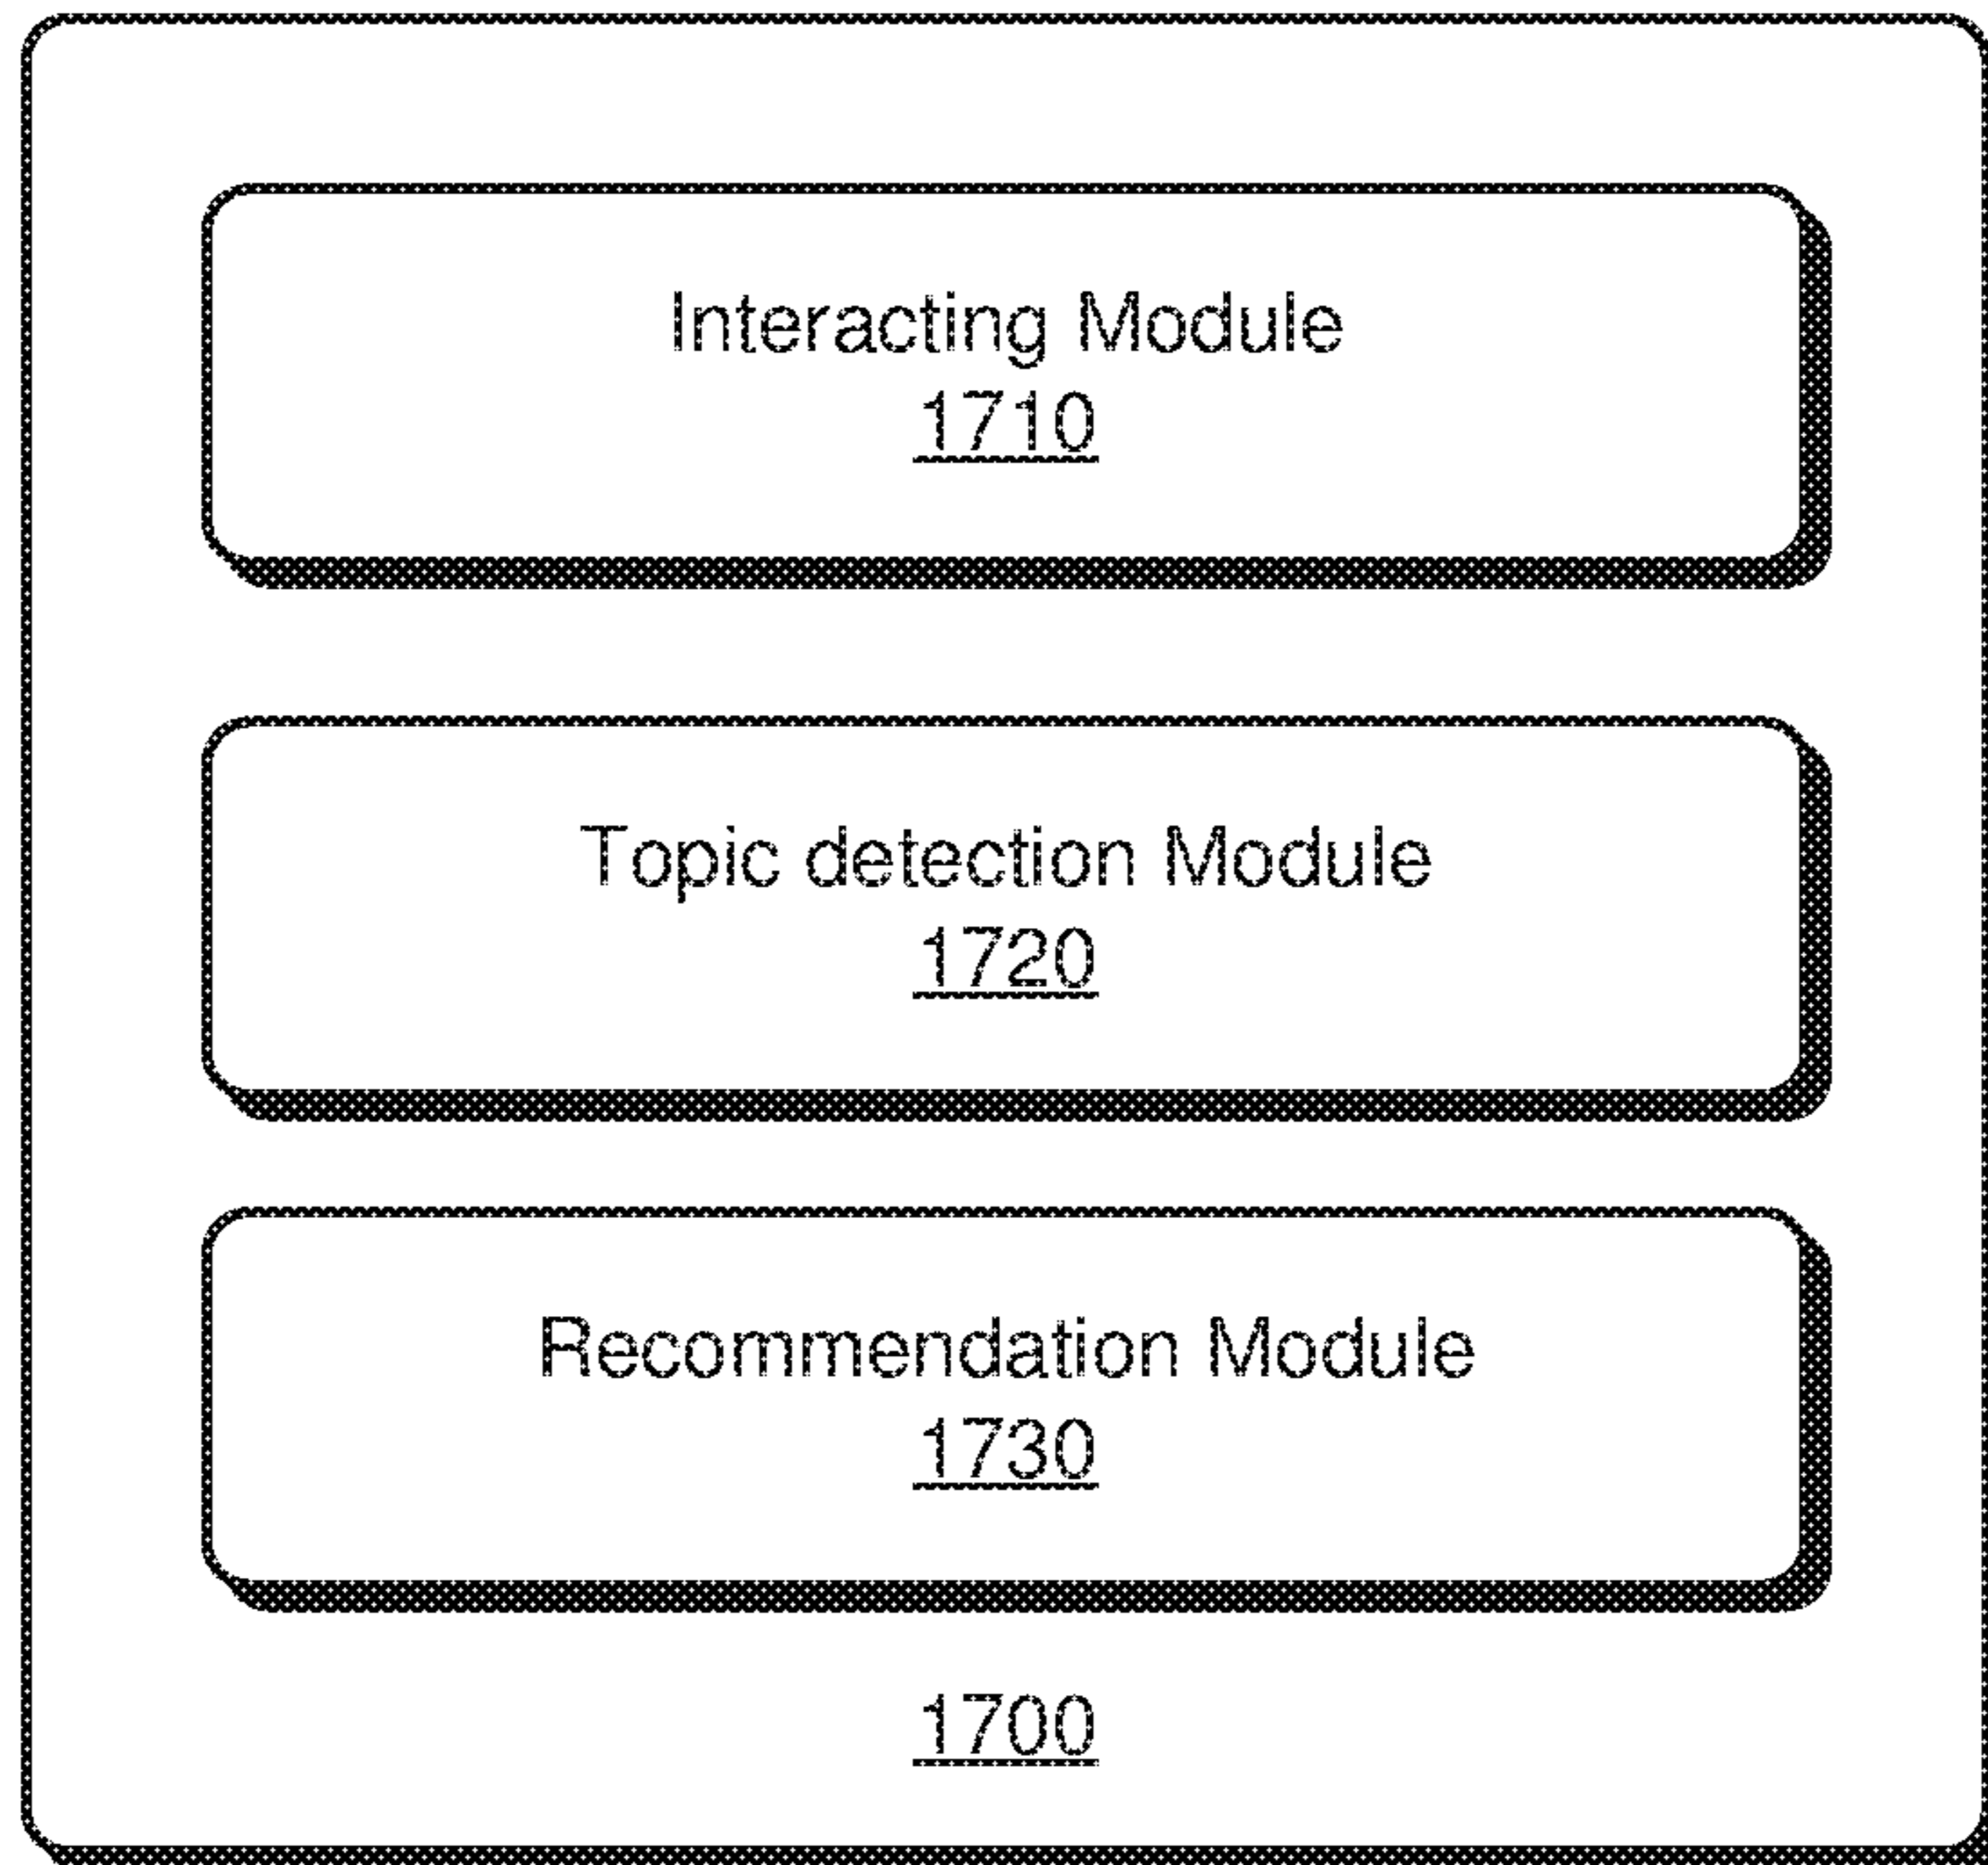 Interacting Module
1710
Topic detection Module
1720
Recommendation Module
1730
1700